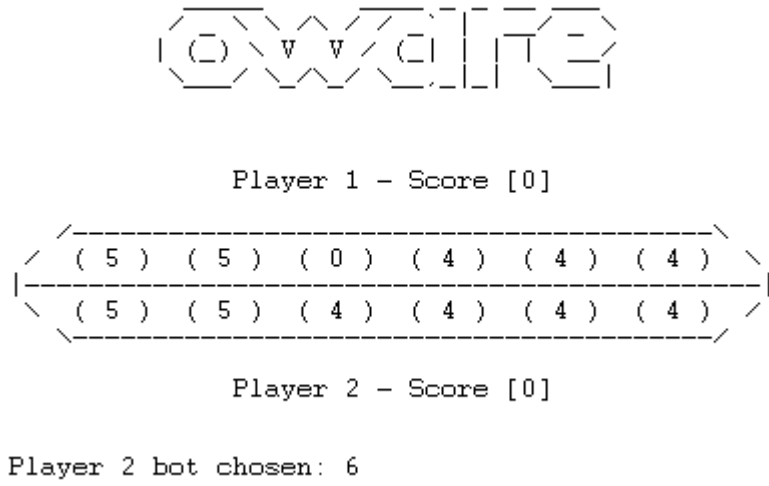 oware
Player 1 - Score [0]
( 5 ) ( 5 ) ( 0 ) ( 4 ) ( 4 ) ( 4 )
( 5 ) ( 5 ) ( 4 ) ( 4 ) ( 4 ) ( 4 )
Player 2 - Score [0]
Player 2 bot chosen: 6